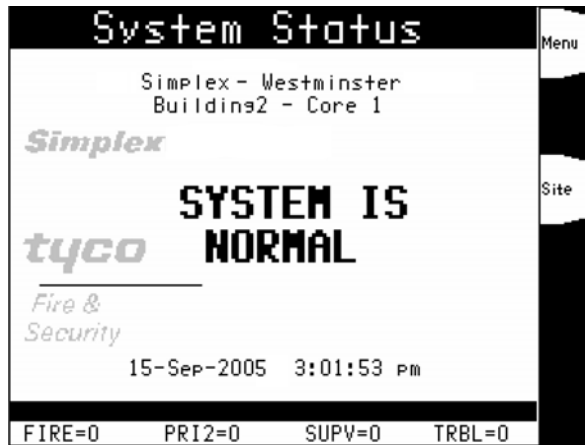 System Status
Menu
Simplex - Westminster
Building2 - Core 1
Simplex
SYSTEM IS
NORMAL
Site
tyco
Fire &
Security
15-Sep-2005 3:01:53 pm
FIRE=0 PRI2=0 SUPV=0 TRBL=0